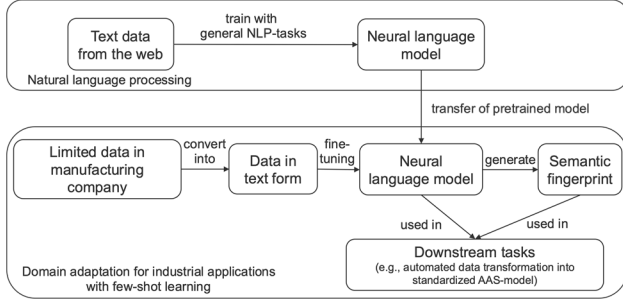 Text data
from the web
train with
general NLP-tasks
Neural language
model
Natural language processing
transfer of pretrained model
Limited data in
manufacturing
company
convert
into
Data in
text form
fine-
tuning
Neural
language model
generate
Semantic
fingerprint
used in
used in
Downstream tasks
(e.g., automated data transformation into
standardized AAS-model)
Domain adaptation for industrial applications
with few-shot learning